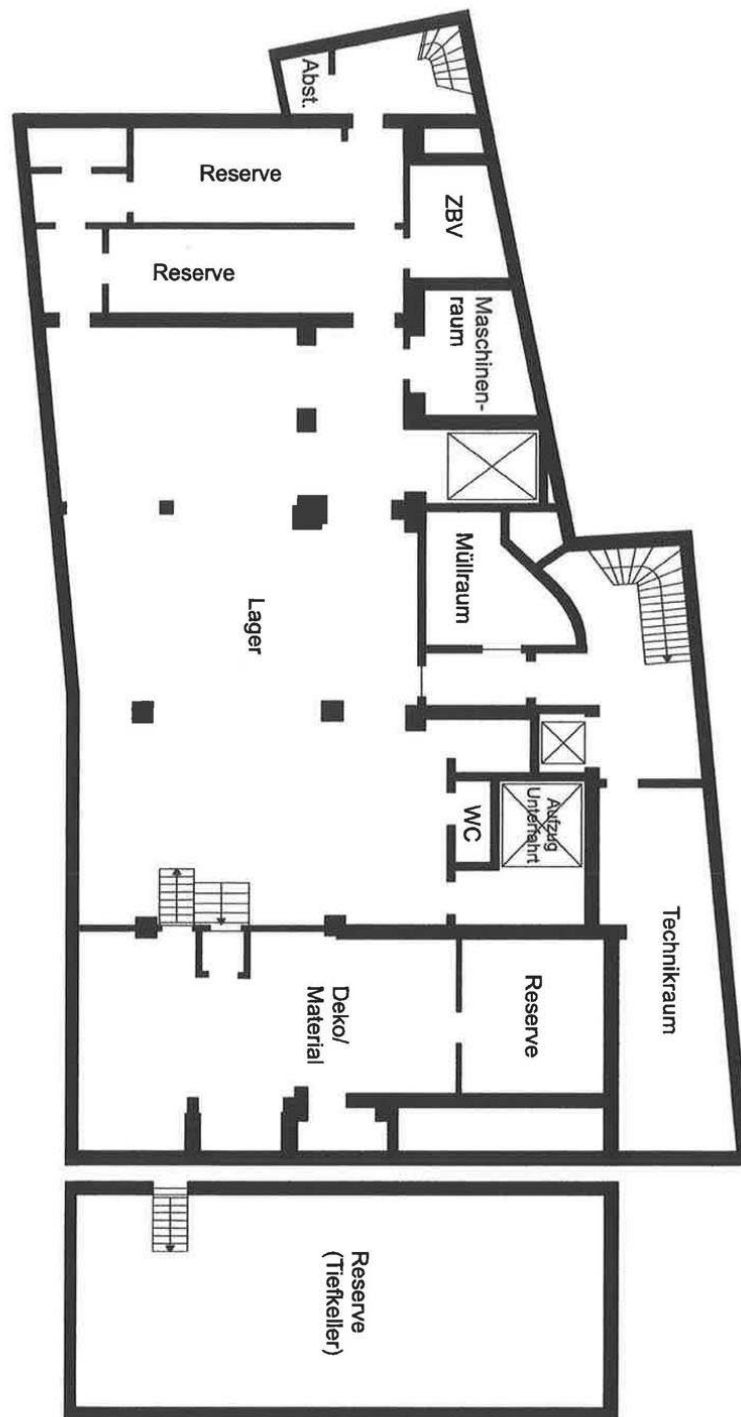 Abst.
Reserve
ZBV
Reserve
Maschinen-
raum
Müllraum
Lager
WC
Aufzug
Unterfahrt
Technikraum
Reserve
Deko/
Material
Reserve
(Tiefkeller)